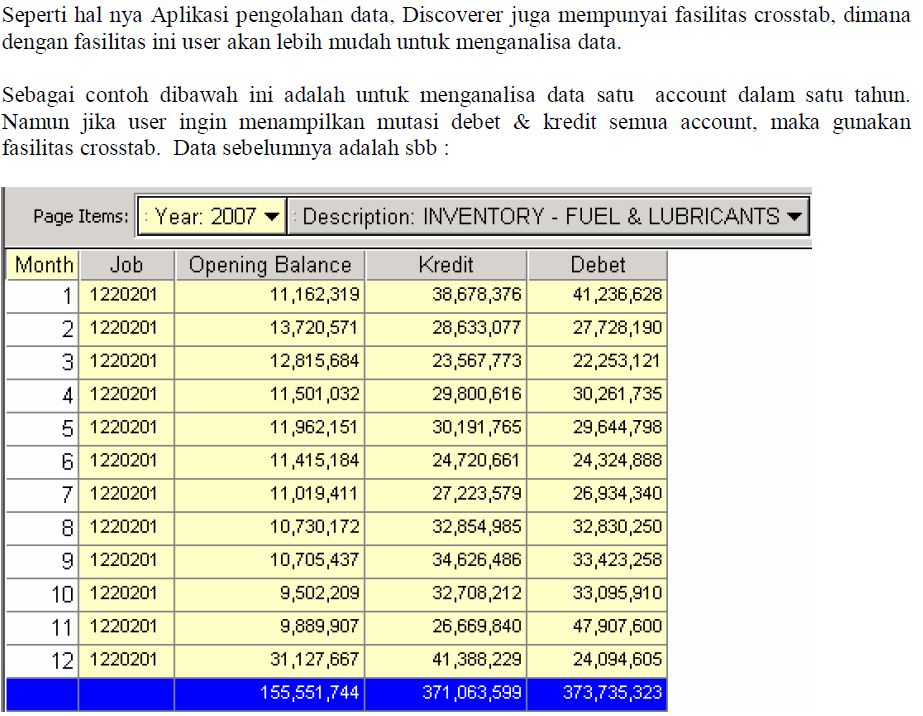 Seperti hal nya Aplikasi pengolahan data, Discoverer juga mempunyai fasilitas crosstab, dimana
dengan fasilitas ini user akan lebih mudah untuk menganalisa data.
Sebagai contoh dibawah ini adalah untuk menganalisa data satu account dalam satu tahun.
Namun jika user ingin menampilkan mutasi debet & kredit semua account, maka gunakan
fasilitas crosstab. Data sebelumnya adalah sbb :
Page Items: Year: 2007 Description: INVENTORY - FUEL & LUBRICANTS
Month Job Opening Balance Kredit Debet
1 1220201 11,162,319 38,678,376 41,236,628
2 1220201 13,720,571 28,633,077 27,728,190
3 1220201 12,815,684 23,567,773 22,253,121
4 1220201 11,501,032 29,800,616 30,261,735
5 1220201 11,962,151 30,191,765 29,644,798
6 1220201 11,415,184 24,720,661 24,324,888
7 1220201 11,019,411 27,223,579 26,934,340
8 1220201 10,730,172 32,854,985 32,830,250
9 1220201 10,705,437 34,626,486 33,423,258
10 1220201 9,502,209 32,708,212 33,095,910
11 1220201 9,889,907 26,669,840 47,907,600
12 1220201 31,127,667 41,388,229 24,094,605
155,551,744 371,063,599 373,735,323